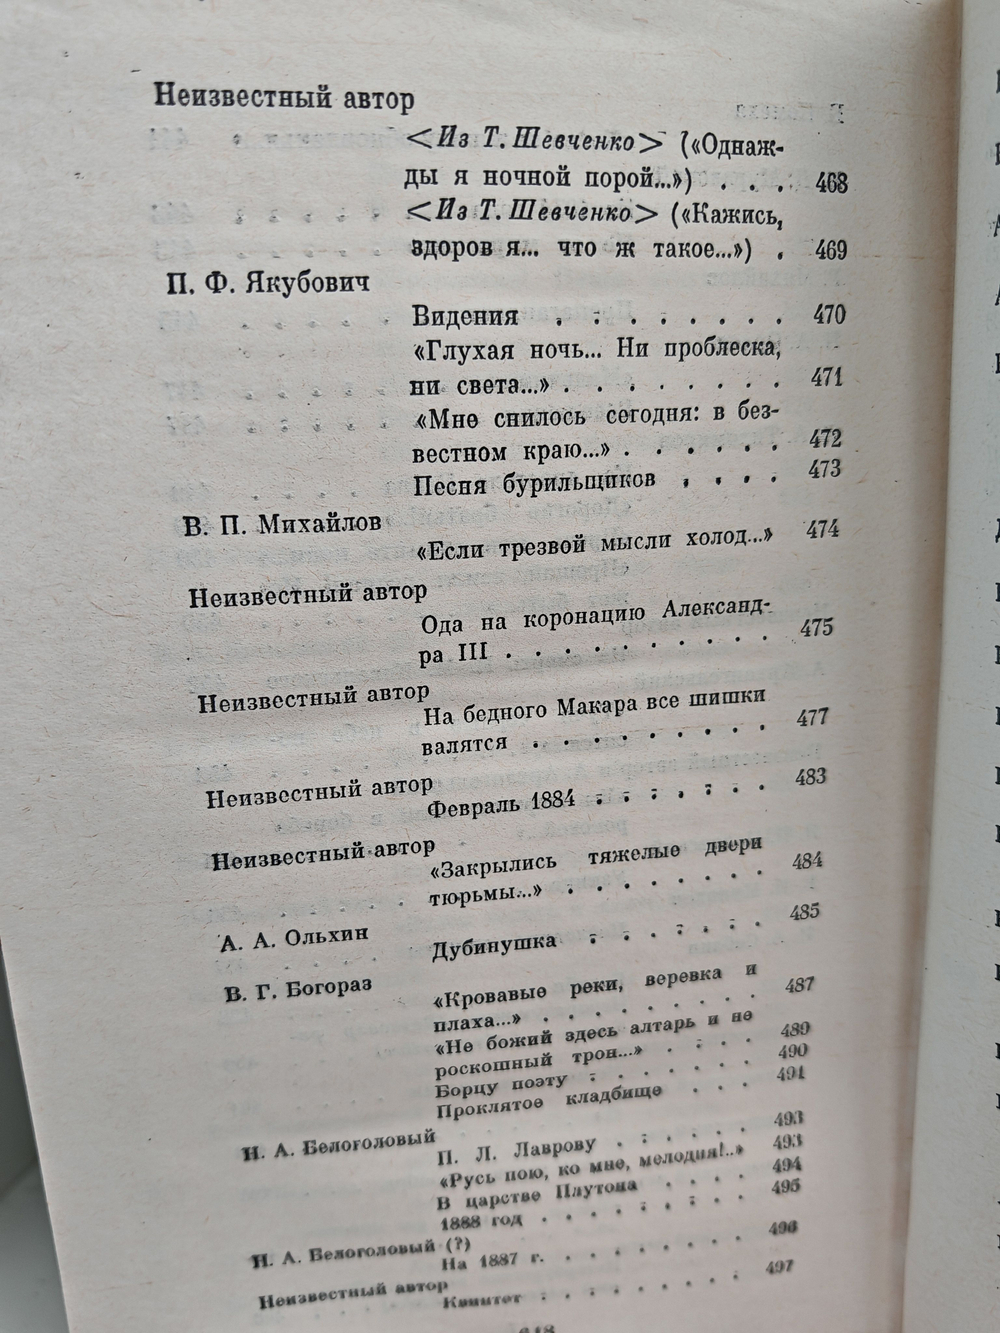 Неизвестный автор
<Из Т. Шевченко> («Однаж-
ды я ночной порой...») . . . 468
<Из Т. Шевченко> («Кажись,
здоров я... что ж такое...») . 469
П. Ф. Якубович
Видения . . . . . . . . 470
«Глухая ночь... Ни проблеска,
ни света...» . . . . . . . 471
«Мне снилось сегодня: в без-
вестном краю...» . . . . . . 472
Песня бурильщиков . . . . 473
В. П. Михайлов
«Если трезвой мысли холод...» 474
Неизвестный автор
Ода на коронацию Александ-
ра III . . . . . . . . . . 475
Неизвестный автор
На бедного Макара все шишки
валятся . . . . . . . . . 477
Неизвестный автор
Февраль 1884 . . . . . . . 483
Неизвестный автор
«Закрылись тяжелые двери
тюрьмы...» . . . . . . . . 484
А. А. Ольхин
Дубинушка . . . . . . . 485
В. Г. Богораз
«Кровавые реки, веревка и
плаха...» . . . . . . . . 487
«Не божий здесь алтарь и не
роскошный трон...» . . . . 489
Борцу поэту . . . . . . . 490
Проклятое кладбище . . . 491
Н. А. Белоголовый
П. Л. Лаврову . . . . . . 493
«Русь пою, ко мне, мелодия!..» 493
В царстве Плутона . . . . 494
1888 год . . . . . . . . 495
Н. А. Белоголовый (?)
На 1887 г. . . . . . . . . 496
Неизвестный автор
Квинтет . . . . . . . . 497
648